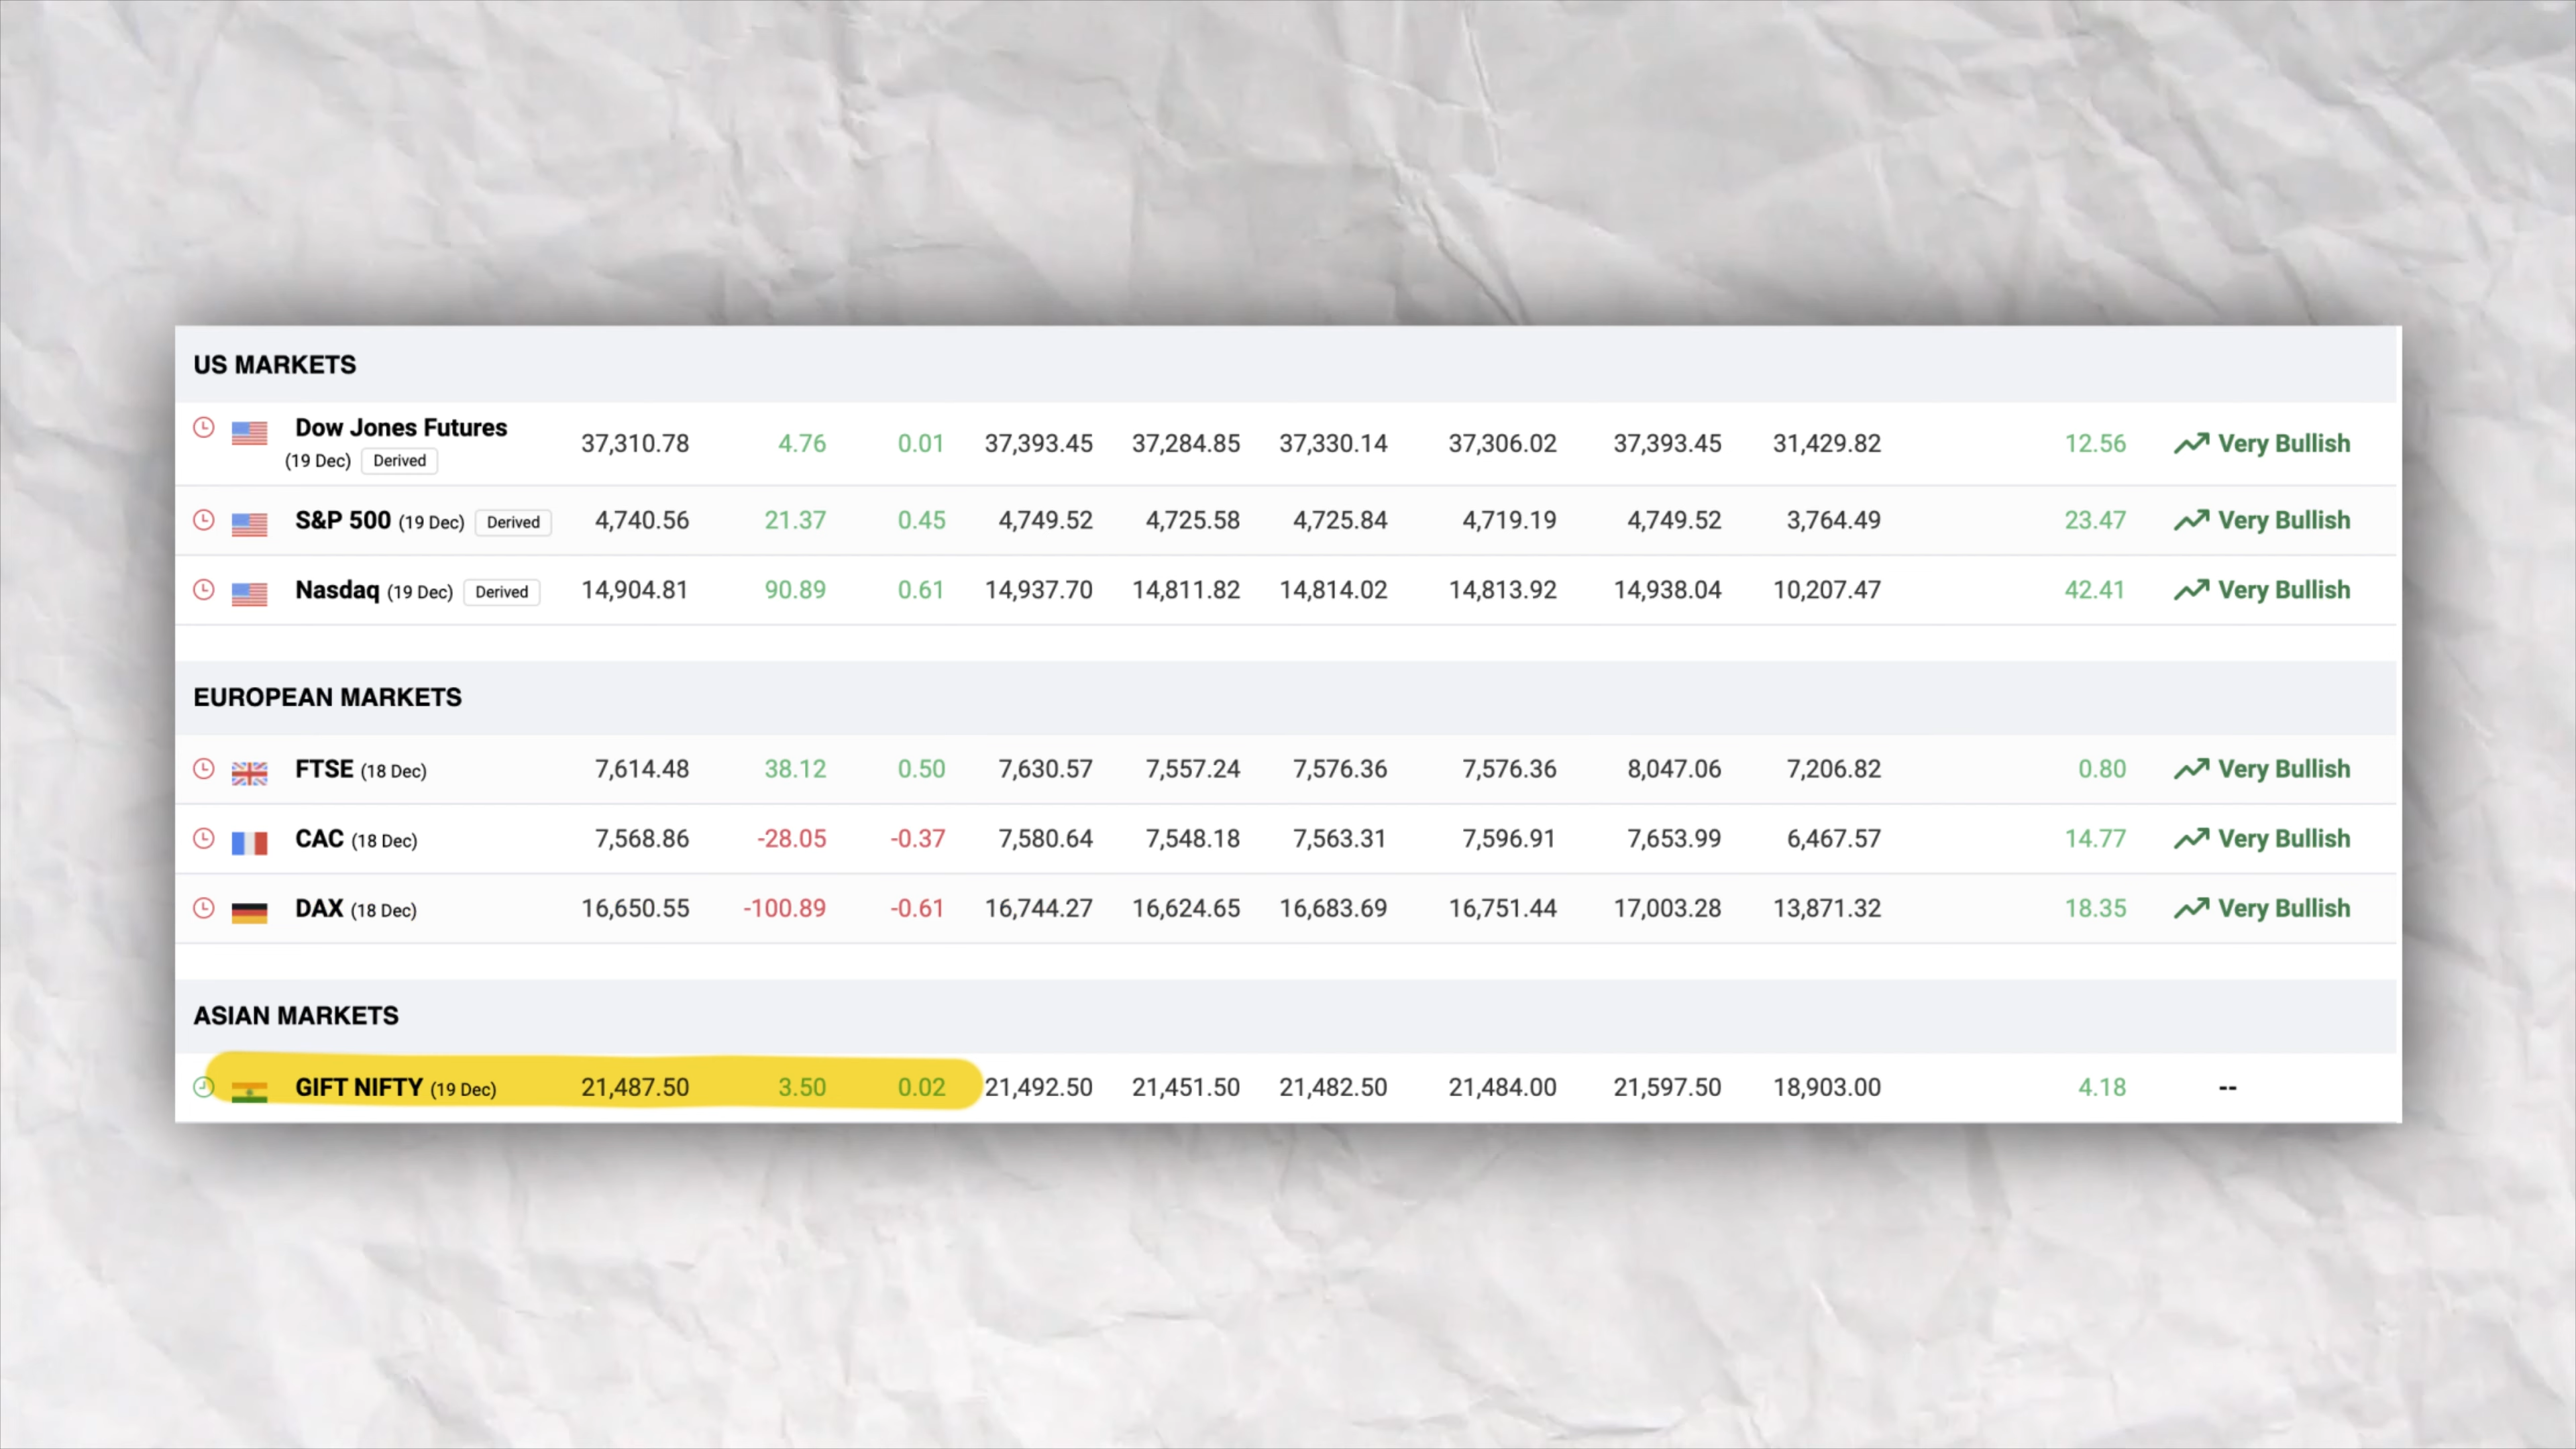 US MARKETS
Dow Jones Futures 37,310.78 4.76 0.01 37,393.45 37,284.85 37,330.14 37,306.02 37,393.45 31,429.82 12.56 Very Bullish
(19 Dec) Derived
S&P 500 (19 Dec) Derived 4,740.56 21.37 0.45 4,749.52 4,725.58 4,725.84 4,719.19 4,749.52 3,764.49 23.47 Very Bullish
Nasdaq (19 Dec) Derived 14,904.81 90.89 0.61 14,937.70 14,811.82 14,814.02 14,813.92 14,938.04 10,207.47 42.41 Very Bullish
EUROPEAN MARKETS
FTSE (18 Dec) 7,614.48 38.12 0.50 7,630.57 7,557.24 7,576.36 7,576.36 8,047.06 7,206.82 0.80 Very Bullish
CAC (18 Dec) 7,568.86 -28.05 -0.37 7,580.64 7,548.18 7,563.31 7,596.91 7,653.99 6,467.57 14.77 Very Bullish
DAX (18 Dec) 16,650.55 -100.89 -0.61 16,744.27 16,624.65 16,683.69 16,751.44 17,003.28 13,871.32 18.35 Very Bullish
ASIAN MARKETS
GIFT NIFTY (19 Dec) 21,487.50 3.50 0.02 21,492.50 21,451.50 21,482.50 21,484.00 21,597.50 18,903.00 4.18 --